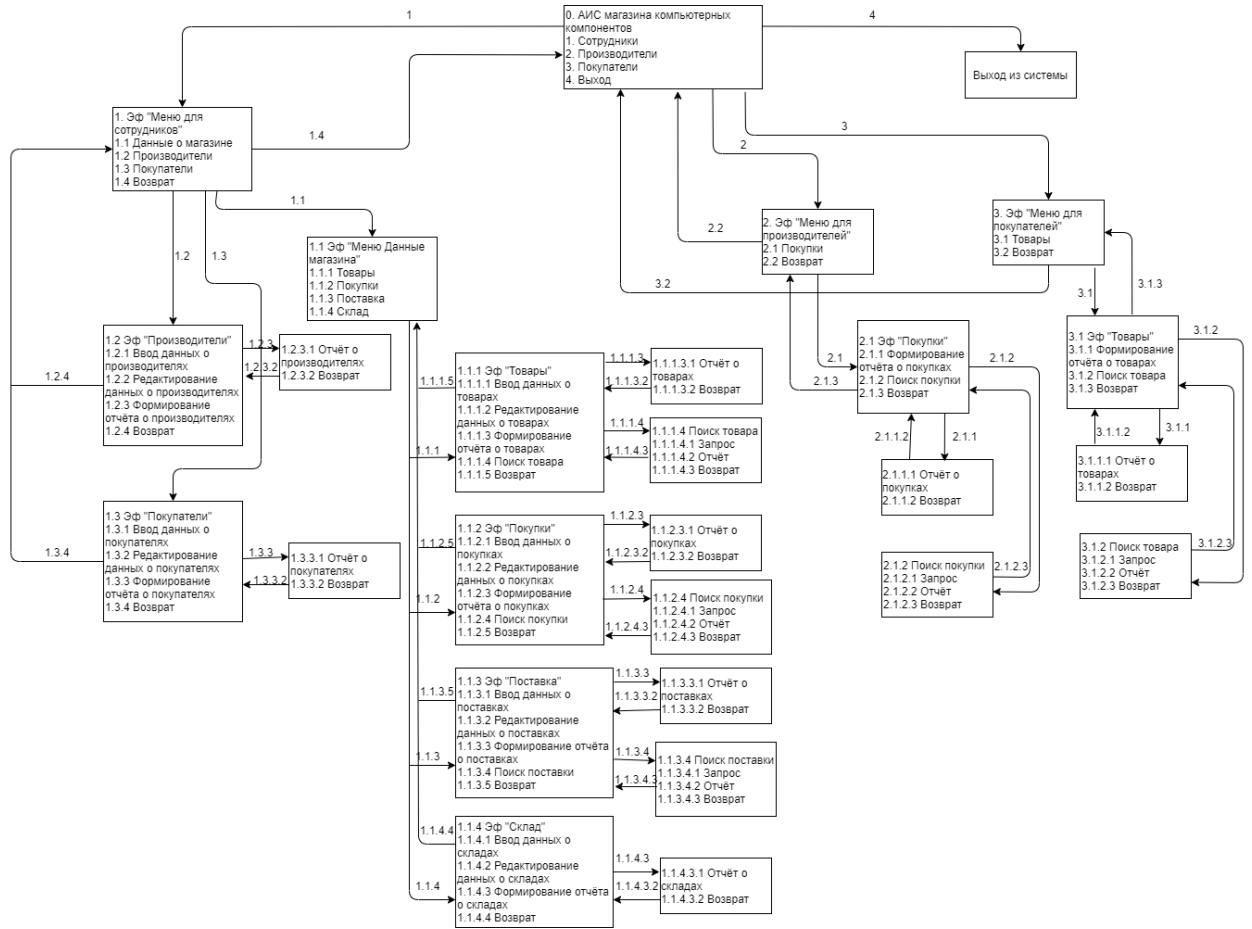 1
4
0. АИС магазина компьютерных
компонентов
1. Сотрудники
2. Производители
3. Покупатели
4. Выход
Выход из системы
1. Эф "Меню для
сотрудников"
1.1 Данные о магазине
1.2 Производители
1.3 Покупатели
1.4 Возврат
1.4
3
2
1.1
1.2
1.3
2.2
3.2
2. Эф "Меню для
производителей"
2.1 Покупки
2.2 Возврат
3. Эф "Меню для
покупателей"
3.1 Товары
3.2 Возврат
3.1
3.1.3
1.1 Эф "Меню Данные
магазина"
1.1.1 Товары
1.1.2 Покупки
1.1.3 Поставка
1.1.4 Склад
1.2 Эф "Производители"
1.2.1 Ввод данных о
производителях
1.2.2 Редактирование
данных о производителях
1.2.3 Формирование
отчёта о производителях
1.2.4 Возврат
1.2.3
1.2.3.2
1.2.4
1.2.3.1 Отчёт о
производителях
1.2.3.2 Возврат
1.3 Эф "Покупатели"
1.3.1 Ввод данных о
покупателях
1.3.2 Редактирование
данных о покупателях
1.3.3 Формирование
отчёта о покупателях
1.3.4 Возврат
1.3.3
1.3.3.2
1.3.4
1.3.3.1 Отчёт о
покупателях
1.3.3.2 Возврат
1.1.1.5
1.1.1
1.1.1 Эф "Товары"
1.1.1.1 Ввод данных о
товарах
1.1.1.2 Редактирование
данных о товарах
1.1.1.3 Формирование
отчёта о товарах
1.1.1.4 Поиск товара
1.1.1.5 Возврат
1.1.1.3
1.1.1.3.2
1.1.1.3.1 Отчёт о
товарах
1.1.1.3.2 Возврат
1.1.1.4
1.1.1.4.3
1.1.1.4 Поиск товара
1.1.1.4.1 Запрос
1.1.1.4.2 Отчёт
1.1.1.4.3 Возврат
1.1.2.5
1.1.2
1.1.2 Эф "Покупки"
1.1.2.1 Ввод данных о
покупках
1.1.2.2 Редактирование
данных о покупках
1.1.2.3 Формирование
отчёта о покупках
1.1.2.4 Поиск покупки
1.1.2.5 Возврат
1.1.2.3
1.1.2.3.2
1.1.2.3.1 Отчёт о
покупках
1.1.2.3.2 Возврат
1.1.2.4
1.1.2.4.3
1.1.2.4 Поиск покупки
1.1.2.4.1 Запрос
1.1.2.4.2 Отчёт
1.1.2.4.3 Возврат
1.1.3.5
1.1.3
1.1.3 Эф "Поставка"
1.1.3.1 Ввод данных о
поставках
1.1.3.2 Редактирование
данных о поставках
1.1.3.3 Формирование отчёта
о поставках
1.1.3.4 Поиск поставки
1.1.3.5 Возврат
1.1.3.3
1.1.3.3.2
1.1.3.3.1 Отчёт о
поставках
1.1.3.3.2 Возврат
1.1.3.4
1.1.3.4.3
1.1.3.4 Поиск поставки
1.1.3.4.1 Запрос
1.1.3.4.2 Отчёт
1.1.3.4.3 Возврат
1.1.4.4
1.1.4
1.1.4 Эф "Склад"
1.1.4.1 Ввод данных о
складах
1.1.4.2 Редактирование
данных о складах
1.1.4.3 Формирование отчёта
о складах
1.1.4.4 Возврат
1.1.4.3
1.1.4.3.2
1.1.4.3.1 Отчёт о
складах
1.1.4.3.2 Возврат
2.1
2.1.3
2.1 Эф "Покупки"
2.1.1 Формирование
отчёта о покупках
2.1.2 Поиск покупки
2.1.3 Возврат
2.1.2
2.1.1.2
2.1.1
2.1.1.1 Отчёт о
покупках
2.1.1.2 Возврат
2.1.2 Поиск покупки
2.1.2.1 Запрос
2.1.2.2 Отчёт
2.1.2.3 Возврат
2.1.2.3
3.1 Эф "Товары"
3.1.1 Формирование
отчёта о товарах
3.1.2 Поиск товара
3.1.3 Возврат
3.1.2
3.1.1.2
3.1.1
3.1.1.1 Отчёт о
товарах
3.1.1.2 Возврат
3.1.2 Поиск товара
3.1.2.1 Запрос
3.1.2.2 Отчёт
3.1.2.3 Возврат
3.1.2.3